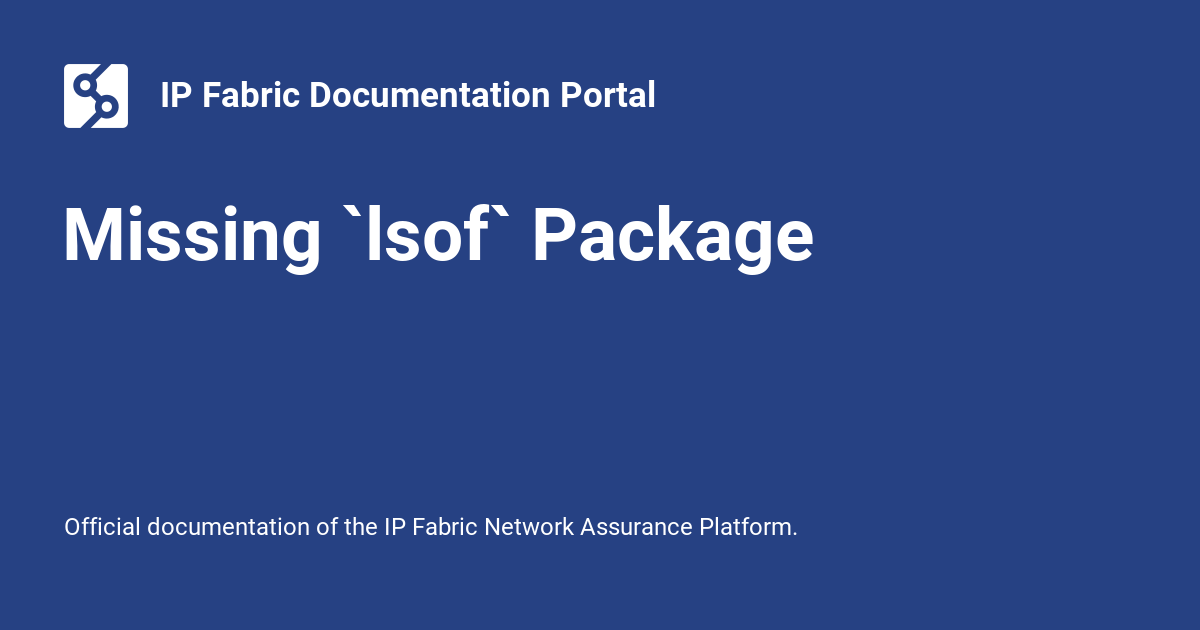 IP Fabric Documentation Portal
Missing `lsof` Package
Official documentation of the IP Fabric Network Assurance Platform.